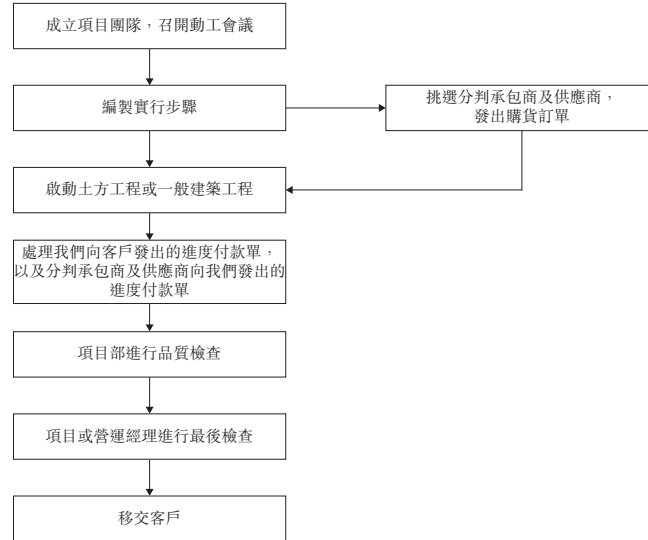 成立項目團隊，召開動工會議
編製實行步驟
挑選分判承包商及供應商，
發出購貨訂單
啟動土方工程或一般建築工程
處理我們向客戶發出的進度付款單，
以及分判承包商及供應商向我們發出的
進度付款單
項目部進行品質檢查
項目或營運經理進行最後檢查
移交客戶